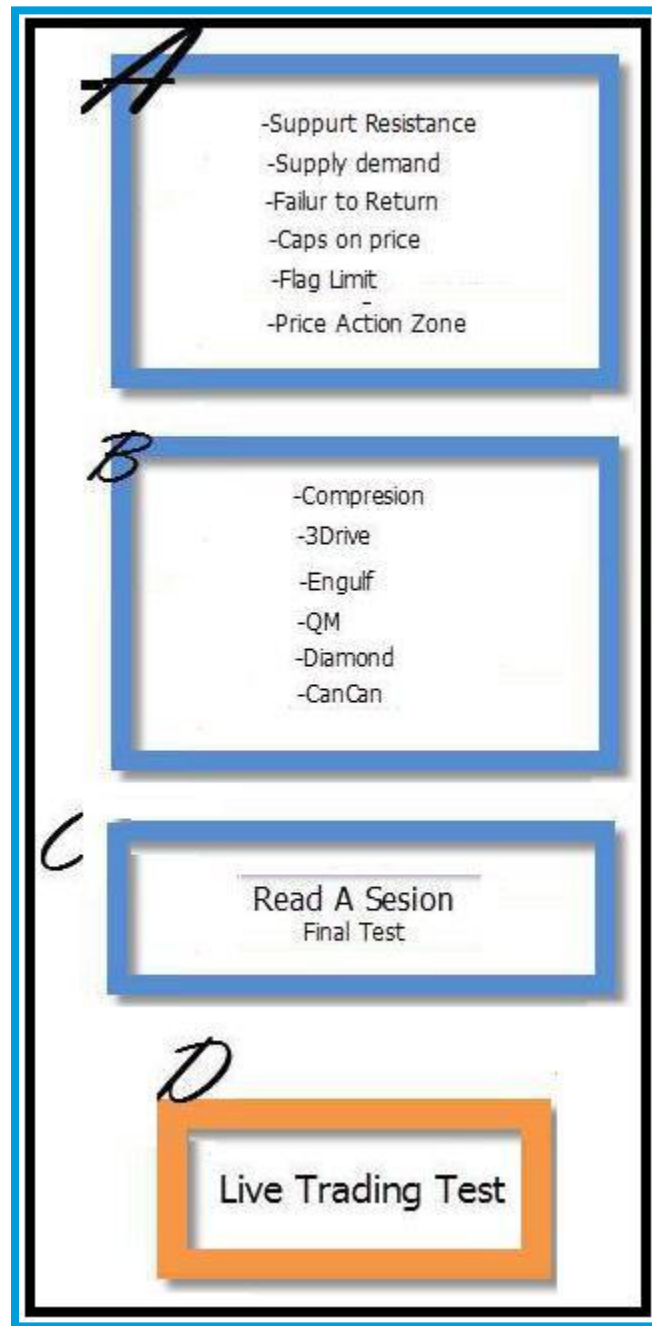 A
-Suppurt Resistance
-Supply demand
-Failur to Return
-Caps on price
-Flag Limit
-Price Action Zone
B
-Compresion
-3Drive
-Engulf
-QM
-Diamond
-CanCan
C
Read A Sesion
Final Test
D
Live Trading Test